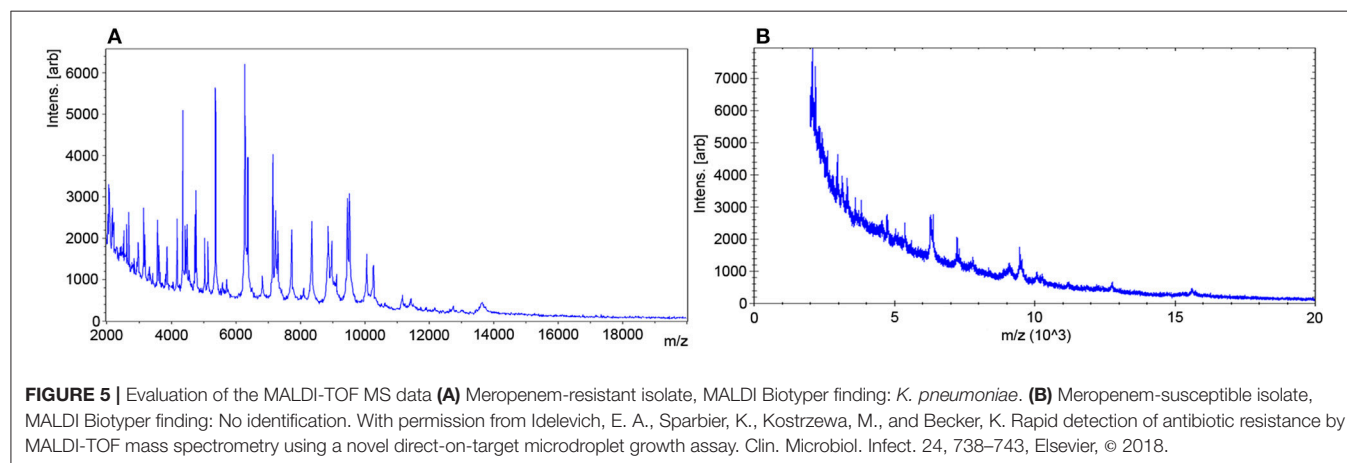 A
Intens. [arb]
6000
5000
4000
3000
2000
1000
0
2000 4000 6000 8000 10000 12000 14000 16000 18000
m/z
B
Intens. [arb]
7000
6000
5000
4000
3000
2000
1000
0
0 5 10 15 20
m/z (10^3)
FIGURE 5 | Evaluation of the MALDI-TOF MS data (A) Meropenem-resistant isolate, MALDI Biotyper finding: K. pneumoniae. (B) Meropenem-susceptible isolate,
MALDI Biotyper finding: No identification. With permission from Idelevich, E. A., Sparbier, K., Kostrzewa, M., and Becker, K. Rapid detection of antibiotic resistance by
MALDI-TOF mass spectrometry using a novel direct-on-target microdroplet growth assay. Clin. Microbiol. Infect. 24, 738–743, Elsevier, © 2018.